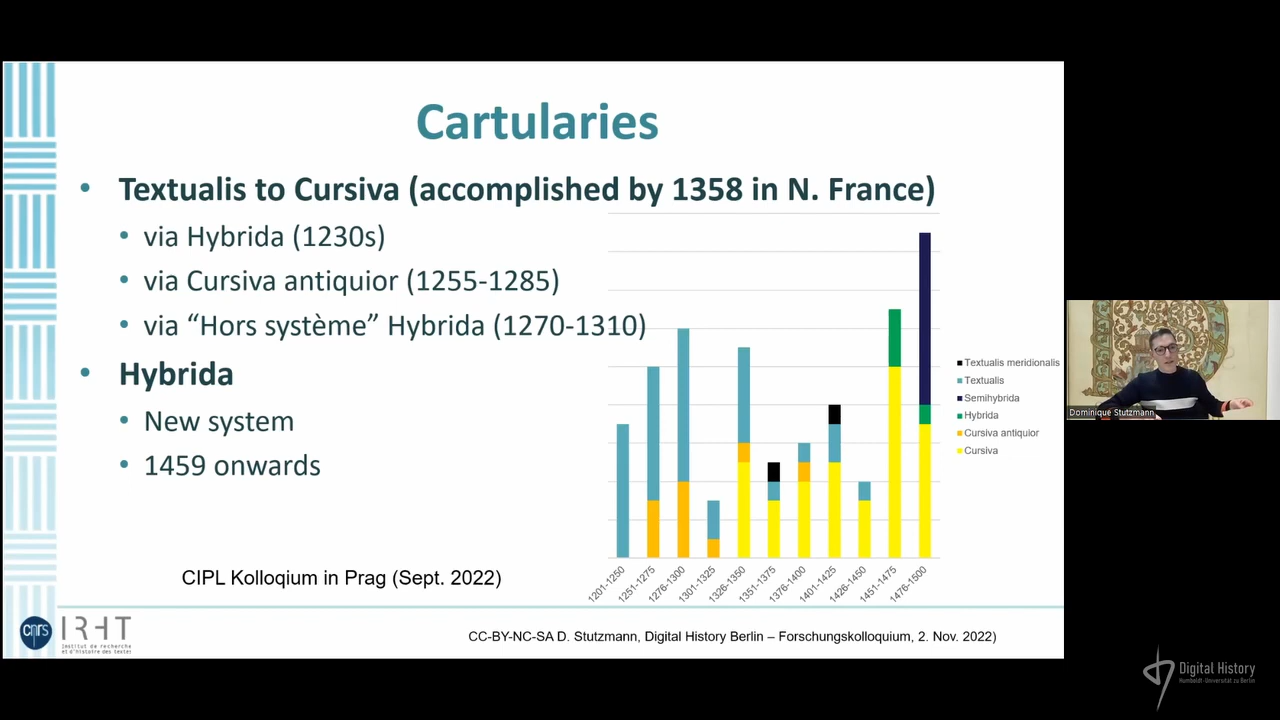 Cartularies
• Textualis to Cursiva (accomplished by 1358 in N. France)
• via Hybrida (1230s)
• via Cursiva antiquior (1255-1285)
• via “Hors système” Hybrida (1270-1310)
• Hybrida
• New system
• 1459 onwards
Textualis meridionalis
Textualis
Semihybrida
Hybrida
Cursiva antiquior
Cursiva
1201-1250
1251-1275
1276-1300
1301-1325
1326-1350
1351-1375
1376-1400
1401-1425
1426-1450
1451-1475
1476-1500
CIPL Kolloqium in Prag (Sept. 2022)
cnrs
IRHT
Institut de recherche
et d'histoire des textes
CC-BY-NC-SA D. Stutzmann, Digital History Berlin – Forschungskolloquium, 2. Nov. 2022)
Dominique Stutzmann
Digital History
Humboldt-Universität zu Berlin